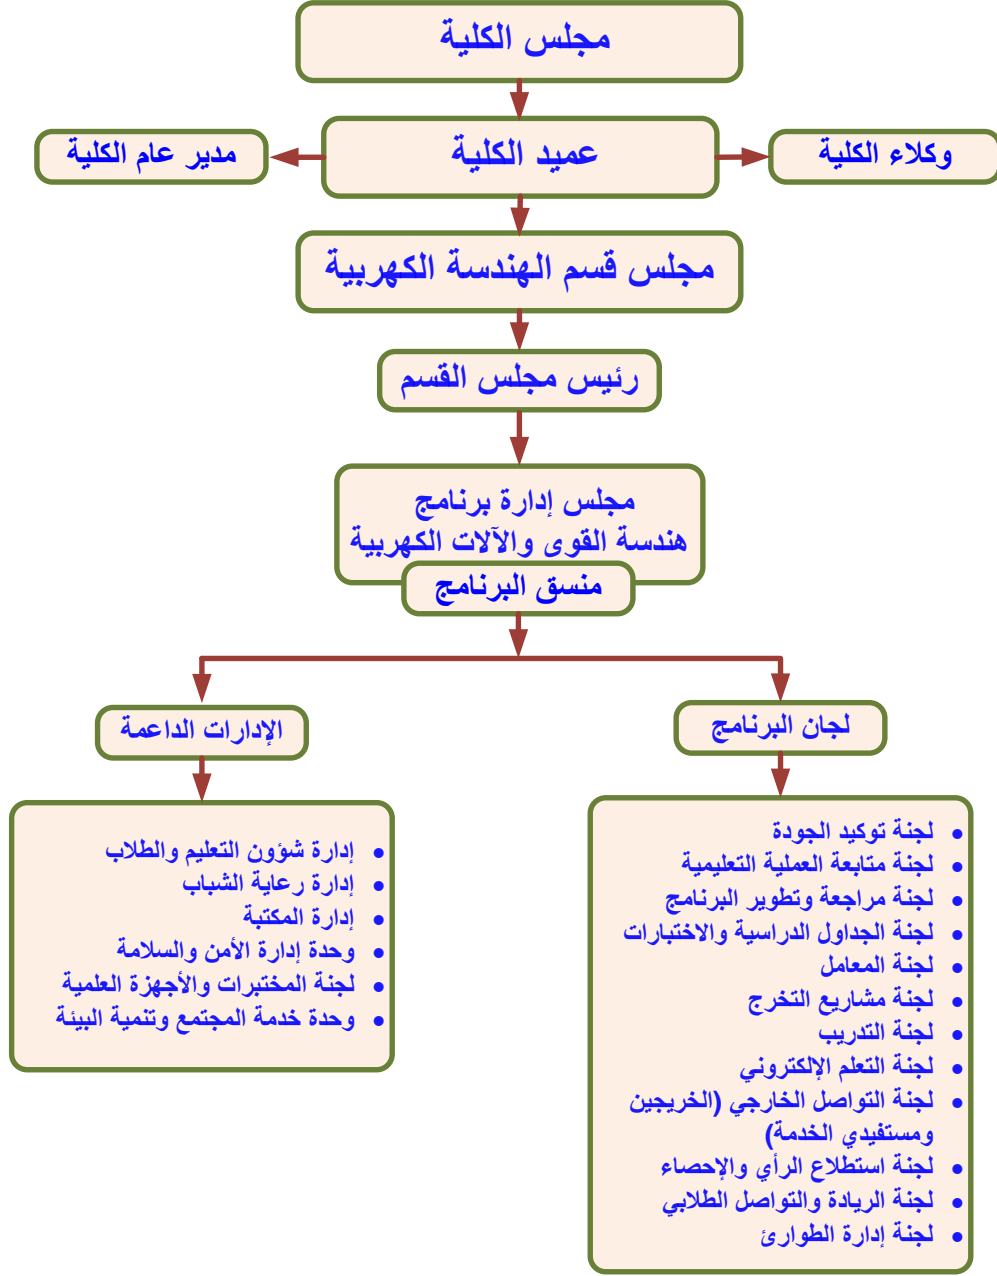 مجلس الكلية
عميد الكلية
وكلاء الكلية
مدير عام الكلية
مجلس قسم الهندسة الكهربية
رئيس مجلس القسم
مجلس إدارة برنامج
هندسة القوى والآلات الكهربية
منسق البرنامج
لجان البرنامج
• لجنة توكيد الجودة
• لجنة متابعة العملية التعليمية
• لجنة مراجعة وتطوير البرنامج
• لجنة الجداول الدراسية والاختبارات
• لجنة المعامل
• لجنة مشاريع التخرج
• لجنة التدريب
• لجنة التعلم الإلكتروني
• لجنة التواصل الخارجي (الخريجين
ومستفيدي الخدمة)
• لجنة استطلاع الرأي والإحصاء
• لجنة الريادة والتواصل الطلابي
• لجنة إدارة الطوارئ
الإدارات الداعمة
• إدارة شؤون التعليم والطلاب
• إدارة رعاية الشباب
• إدارة المكتبة
• وحدة إدارة الأمن والسلامة
• لجنة المختبرات والأجهزة العلمية
• وحدة خدمة المجتمع وتنمية البيئة